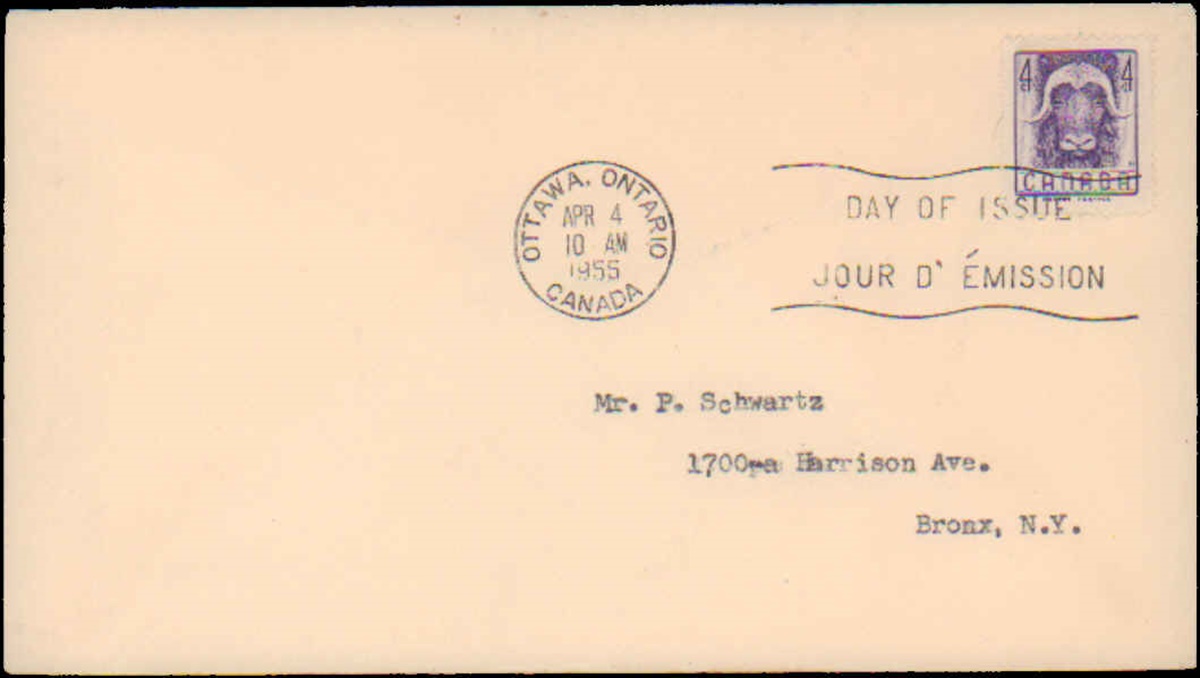 4¢ 4¢
CANADA
OTTAWA. ONTARIO
APR 4
10 AM
1955
CANADA
DAY OF ISSUE
JOUR D' ÉMISSION
Mr. P. Schwartz
1700-a Harrison Ave.
Bronx, N.Y.